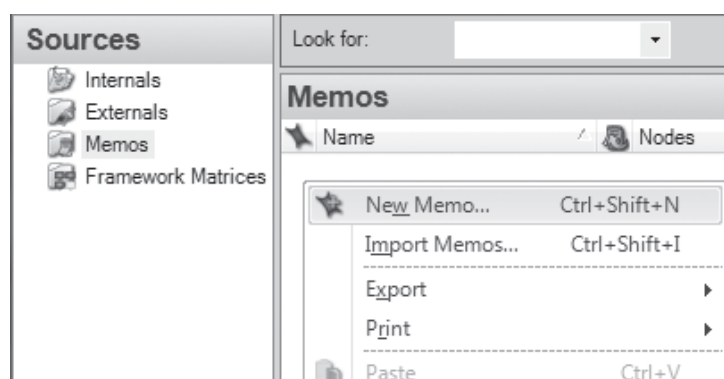 Sources
Internals
Externals
Memos
Framework Matrices
Look for:
Memos
Name Nodes
New Memo... Ctrl+Shift+N
Import Memos... Ctrl+Shift+I
Export
Print
Paste Ctrl+V